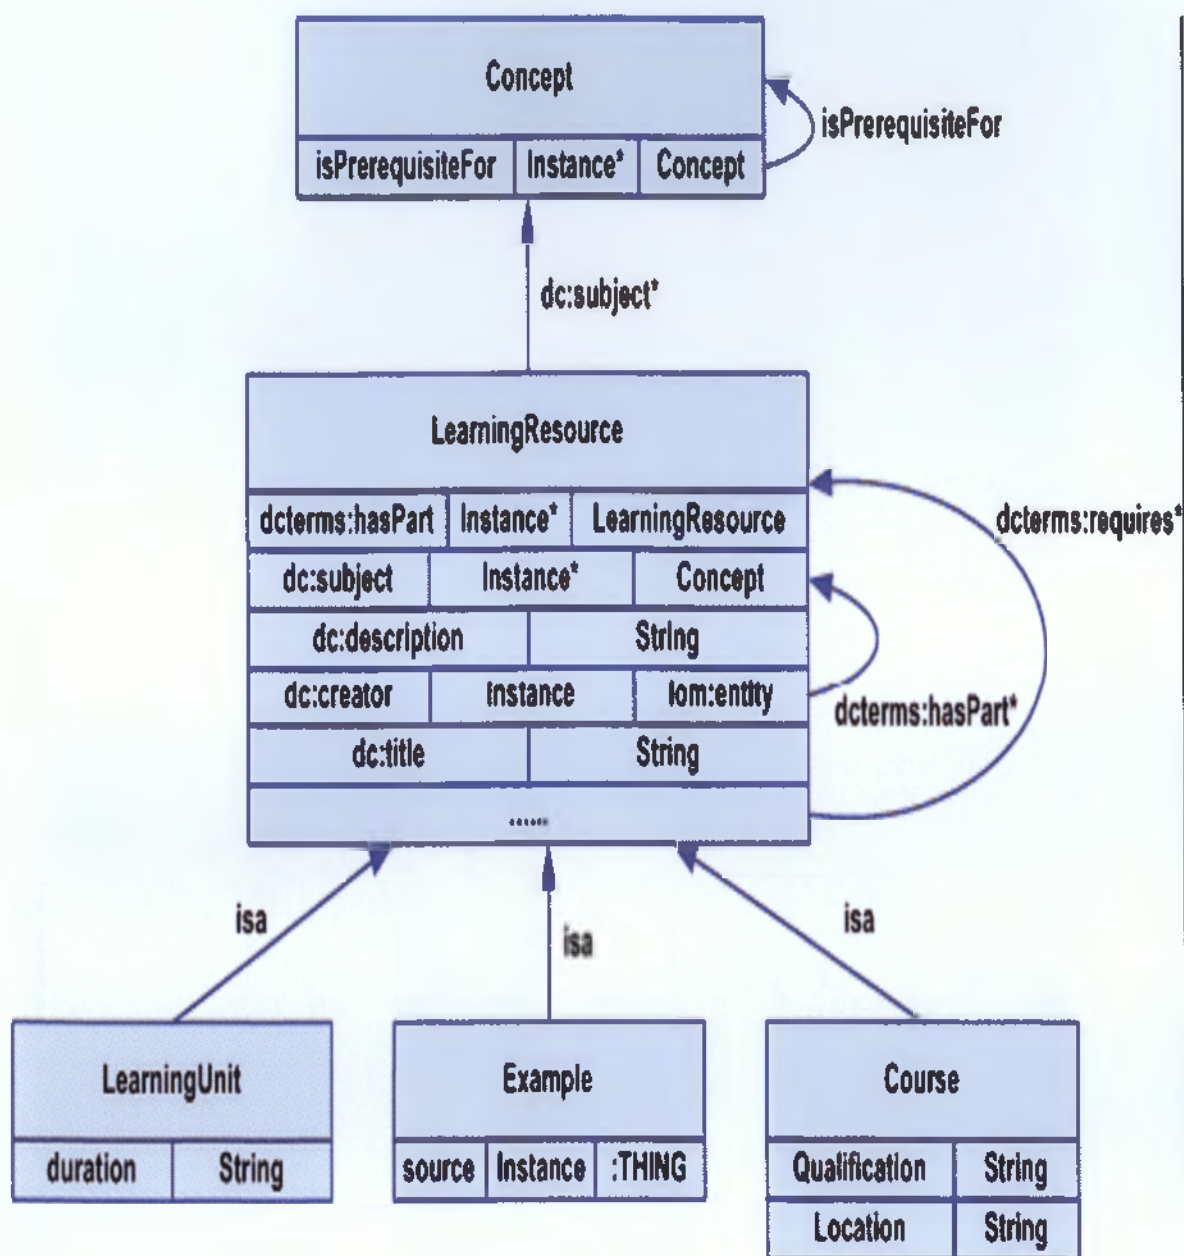 Concept
isPrerequisiteFor
isPrerequisiteFor Instance* Concept
dc:subject*
LearningResource
dcterms:hasPart Instance* LearningResource
dcterms:requires*
dc:subject Instance* Concept
dc:description String
dc:creator Instance lom:entity
dcterms:hasPart*
dc:title String
......
isa
isa
isa
LearningUnit
duration String
Example
source Instance :THING
Course
Qualification String
Location String